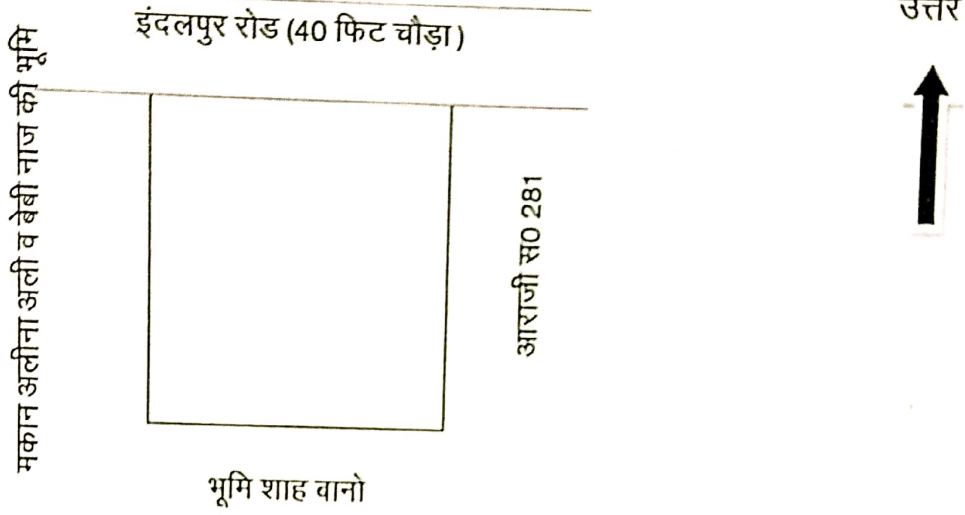 इंदलपुर रोड (40 फिट चौड़ा)
उत्तर
मकान अलीना अली व बेबी नाज की भूमि
आराजी स0 281
भूमि शाह वानो